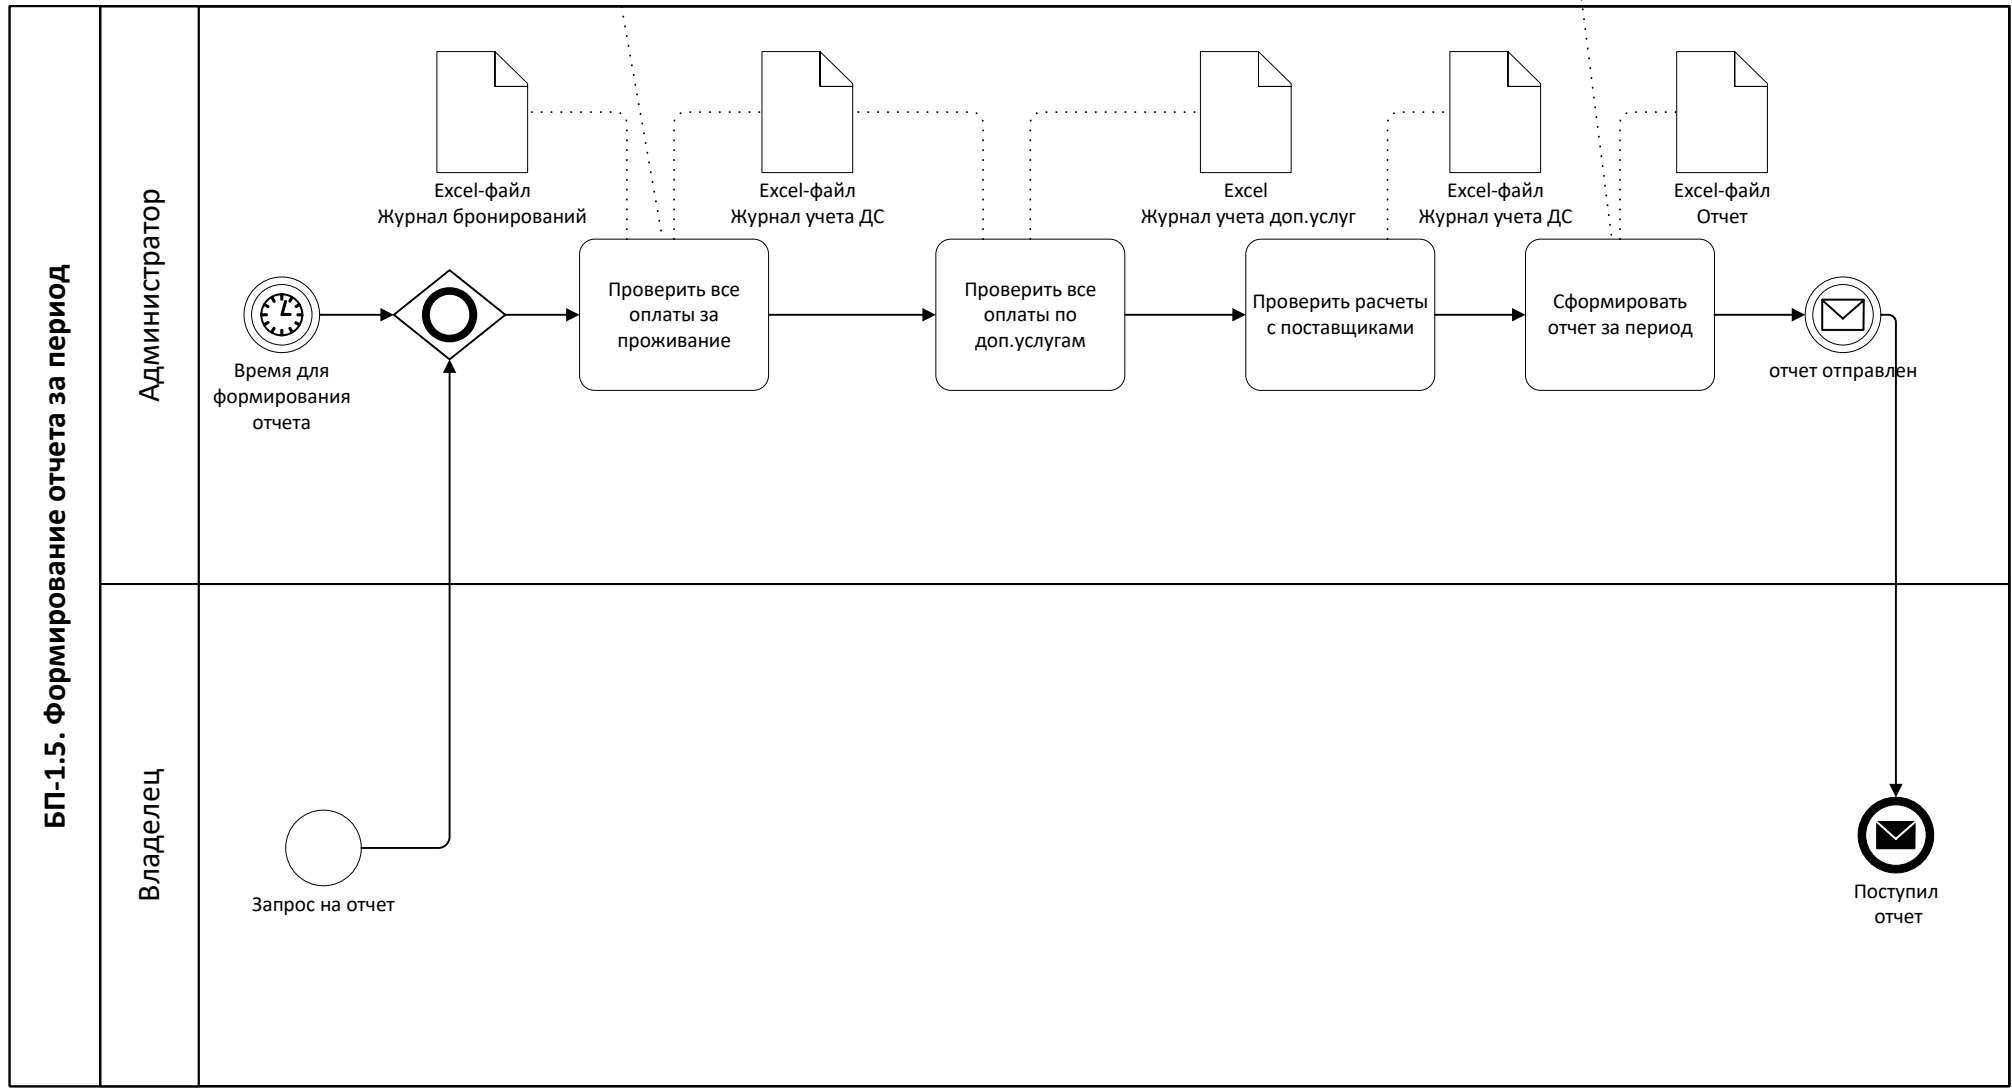 БП-1.5. Формирование отчета за период
Администратор
Excel-файл
Журнал бронирований
Excel-файл
Журнал учета ДС
Excel
Журнал учета доп.услуг
Excel-файл
Журнал учета ДС
Excel-файл
Отчет
Время для
формирования
отчета
Проверить все
оплаты за
проживание
Проверить все
оплаты по
доп.услугам
Проверить расчеты
с поставщиками
Сформировать
отчет за период
отчет отправлен
Владелец
Запрос на отчет
Поступил
отчет